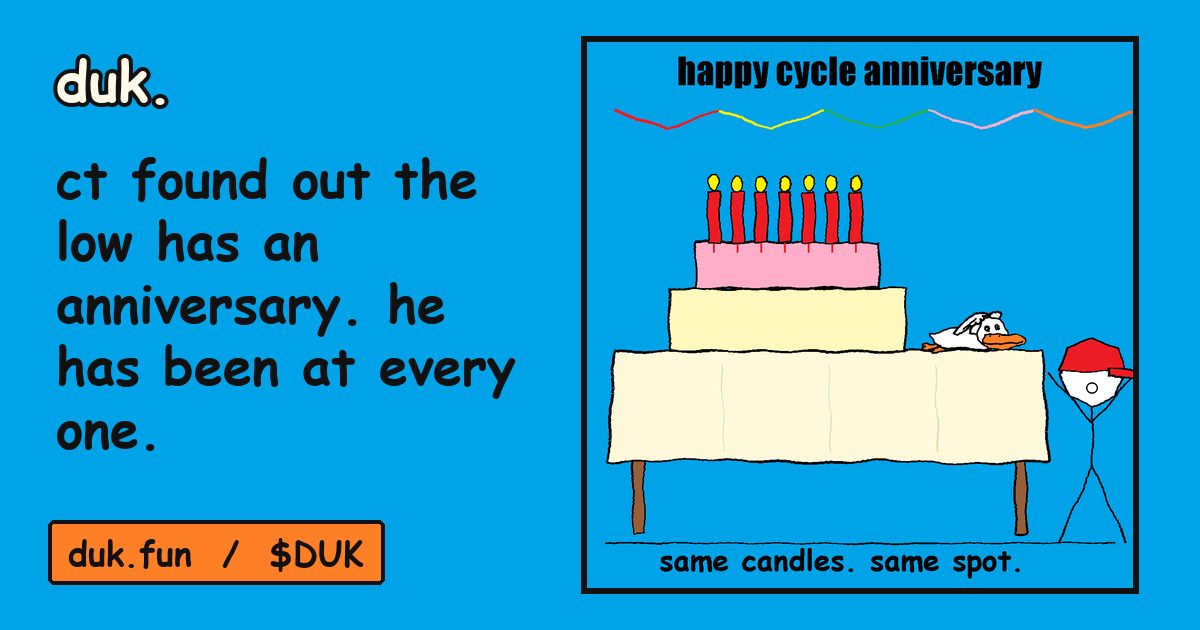 duk.
ct found out the
low has an
anniversary. he
has been at every
one.
duk.fun / $DUK
happy cycle anniversary
same candles. same spot.